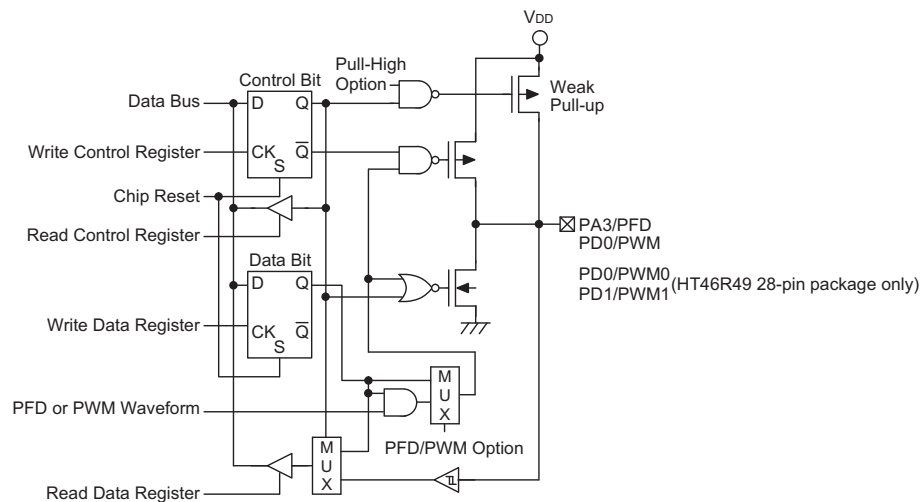 VDD
Pull-High
Option
Control Bit
Weak
Pull-up
Data Bus
D
Q
Write Control Register
CK
Q
S
Chip Reset
PA3/PFD
PD0/PWM
Read Control Register
Data Bit
PD0/PWM0
PD1/PWM1
(HT46R49 28-pin package only)
D
Q
Write Data Register
CK
Q
S
M
U
X
PFD or PWM Waveform
PFD/PWM Option
M
U
X
Read Data Register